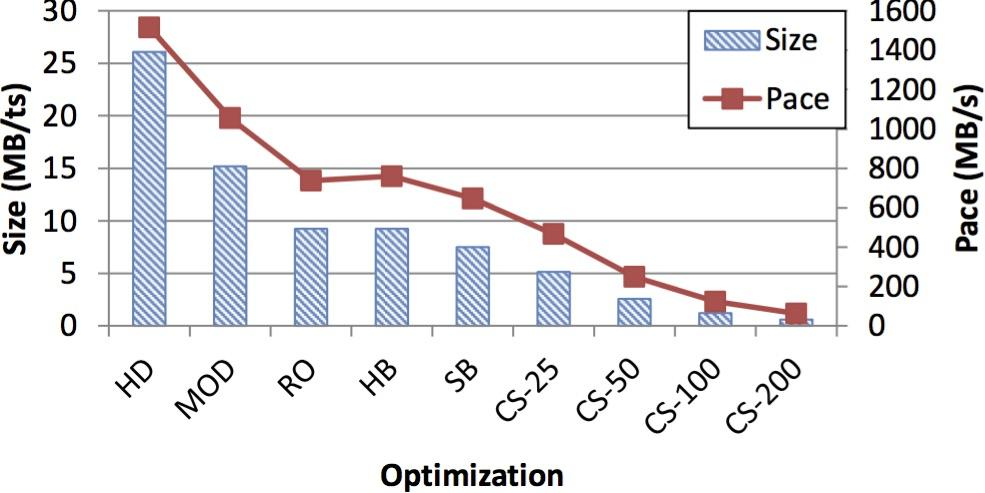 Size (MB/ts)
30
25
20
15
10
5
0
Size
Pace
1600
1400
1200
1000
800
600
400
200
0
Pace (MB/s)
HD
MOD
RO
HB
SB
CS-25
CS-50
CS-100
CS-200
Optimization